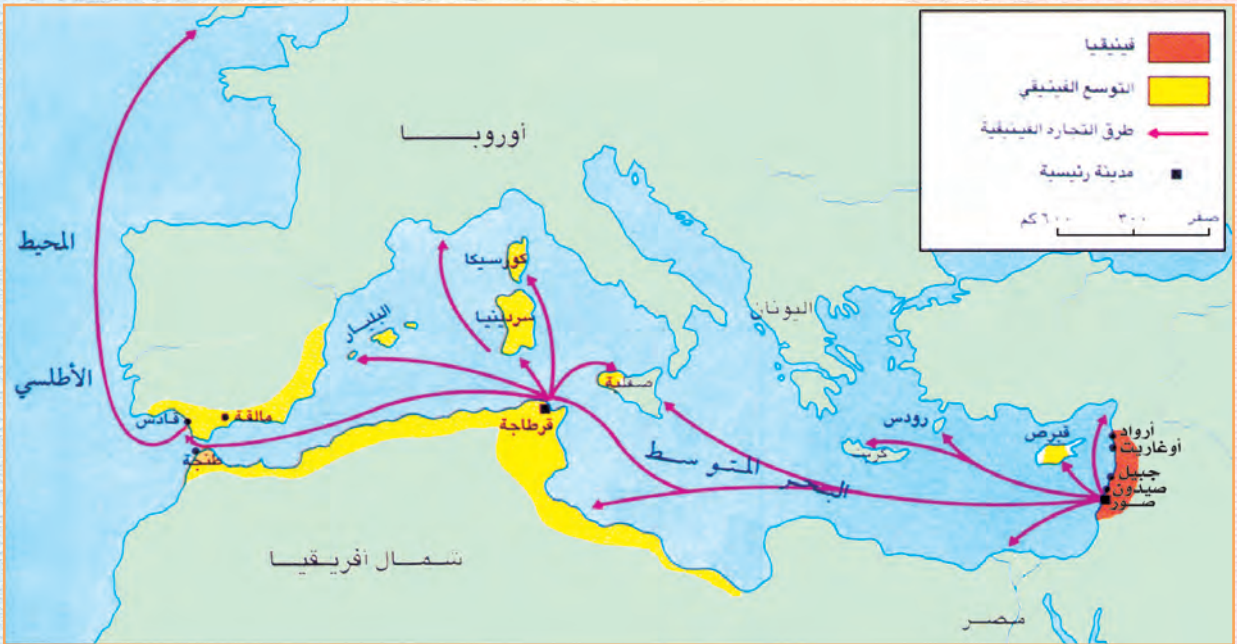 فينيقيا
التوسع الفينيقي
طرق التجارة الفينيقية
مدينة رئيسية
صفر ٣٠٠ ٦٠٠ كم
أوروبــــا
المحيط
الأطلسي
كورسيكا
سردينيا
البليار
اليونان
صقلية
مالقة
قادس
طنجة
قرطاجة
رودس
كريت
قبرص
أرواد
أوغاريت
جبيل
صيدون
صور
البحر المتوسط
شمال أفريقيا
مصر